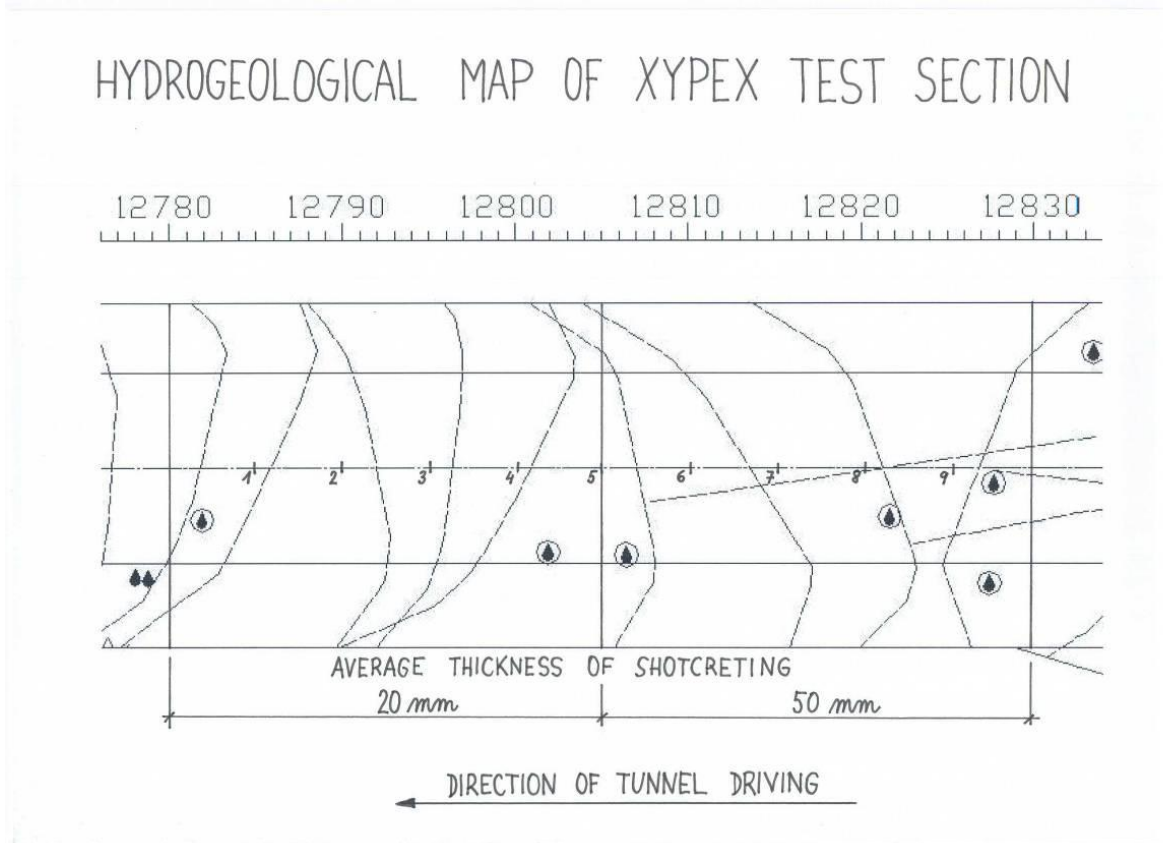 HYDROGEOLOGICAL MAP OF XYPEX TEST SECTION
12780 12790 12800 12810 12820 12830
1 2 3 4 5 6 7 8 9
AVERAGE THICKNESS OF SHOTCRETING
20 mm 50 mm
DIRECTION OF TUNNEL DRIVING